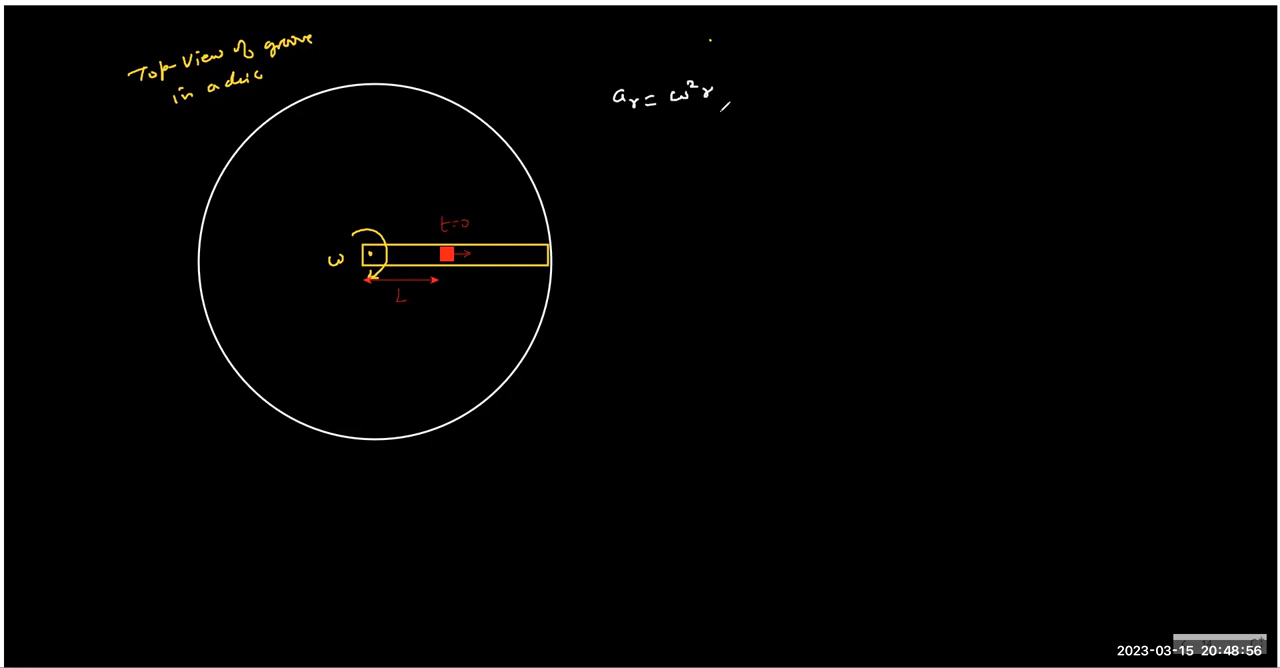 Top View of groove
in a disc
a_r = ω²r,
t=0
ω
L
2023-03-15 20:48:56